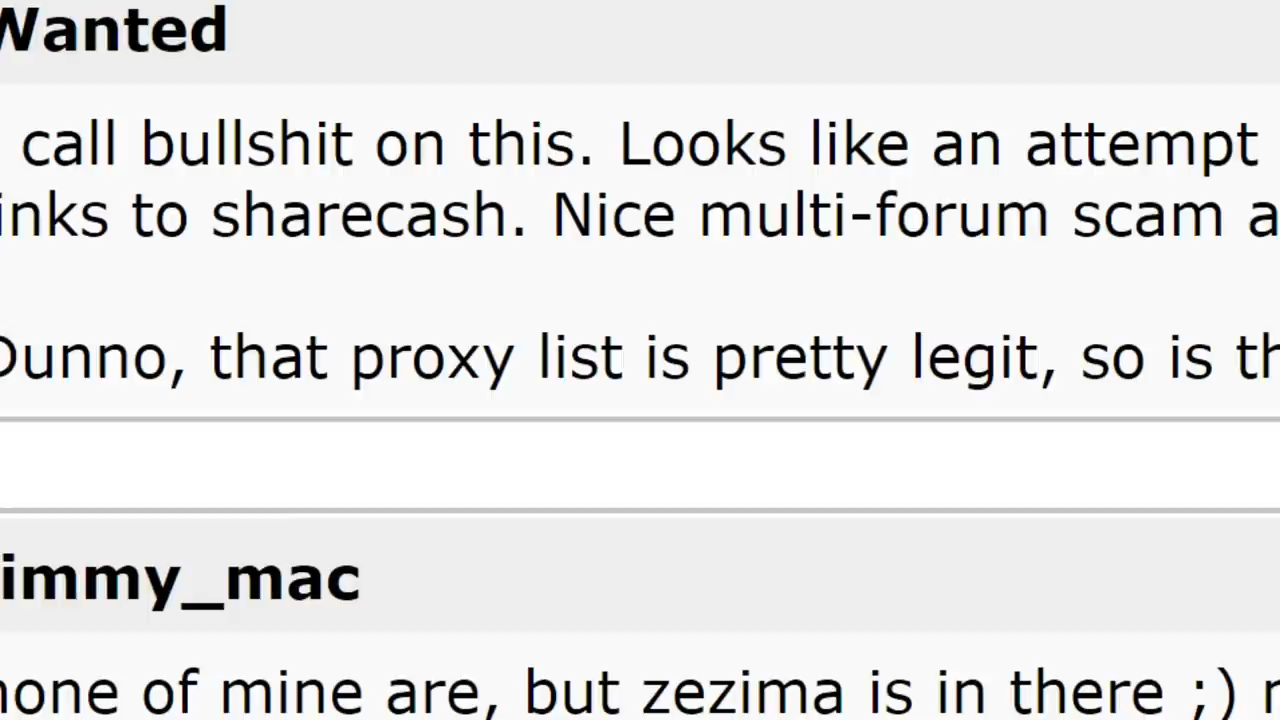 Wanted
call bullshit on this. Looks like an attempt
inks to sharecash. Nice multi-forum scam a
Dunno, that proxy list is pretty legit, so is th
immy_mac
none of mine are, but zezima is in there ;) r